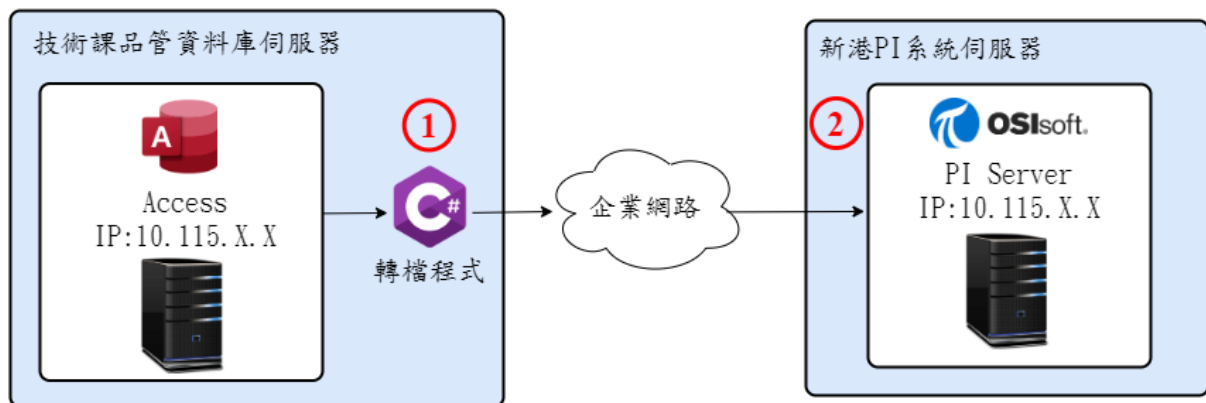 技術課品管資料庫伺服器
A
Access
IP:10.115.X.X
1
C#
轉檔程式
企業網路
新港PI系統伺服器
2
π OSIsoft.
PI Server
IP:10.115.X.X